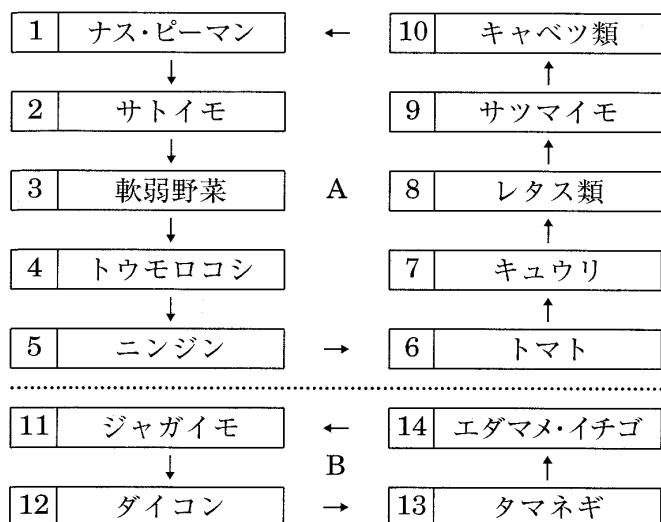 1 ナス・ピーマン ← 10 キャベツ類
↓ ↑
2 サトイモ 9 サツマイモ
↓ ↑
3 軟弱野菜 A 8 レタス類
↓ ↑
4 トウモロコシ 7 キュウリ
↓ ↑
5 ニンジン → 6 トマト
11 ジャガイモ ← 14 エダマメ・イチゴ
↓ B ↑
12 ダイコン → 13 タマネギ